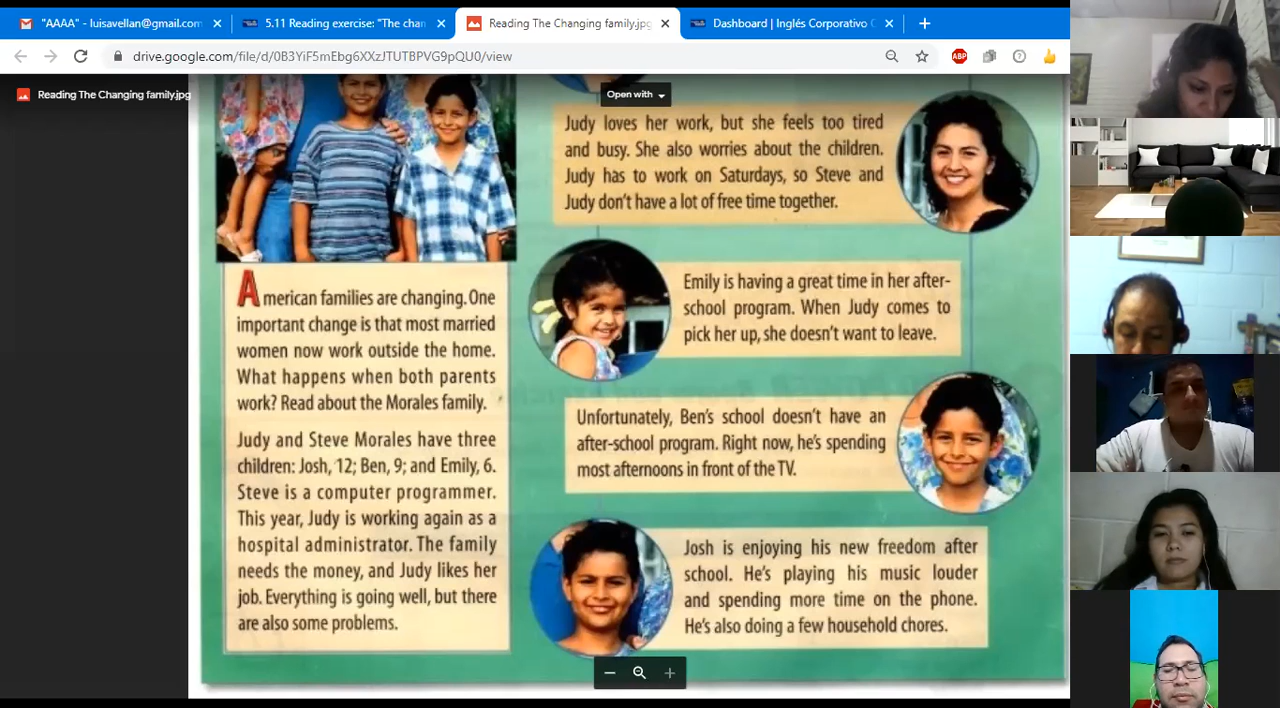 "AAAA" - luisavellan@gmail.com
5.11 Reading exercise: "The chan
Reading The Changing family.jpg
Dashboard | Inglés Corporativo
drive.google.com/file/d/0B3YiF5mEbg6XXzJTUTBPVG9pQU0/view
ABP
Reading The Changing family.jpg
Open with
American families are changing. One
important change is that most married
women now work outside the home.
What happens when both parents
work? Read about the Morales family.
Judy and Steve Morales have three
children: Josh, 12; Ben, 9; and Emily, 6.
Steve is a computer programmer.
This year, Judy is working again as a
hospital administrator. The family
needs the money, and Judy likes her
job. Everything is going well, but there
are also some problems.
Judy loves her work, but she feels too tired
and busy. She also worries about the children.
Judy has to work on Saturdays, so Steve and
Judy don't have a lot of free time together.
Emily is having a great time in her after-
school program. When Judy comes to
pick her up, she doesn't want to leave.
Unfortunately, Ben's school doesn't have an
after-school program. Right now, he's spending
most afternoons in front of the TV.
Josh is enjoying his new freedom after
school. He's playing his music louder
and spending more time on the phone.
He's also doing a few household chores.